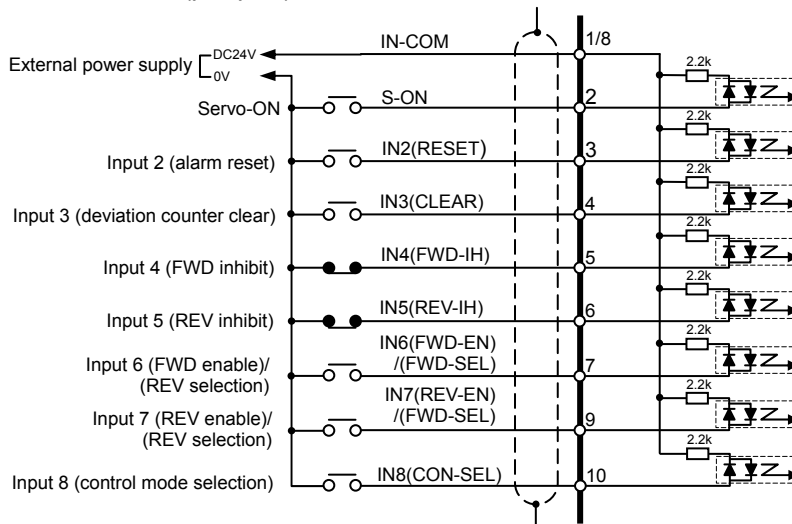 IN-COM
1/8
External power supply
DC24V
0V
2.2k
Servo-ON
S-ON
2
2.2k
Input 2 (alarm reset)
IN2(RESET)
3
2.2k
Input 3 (deviation counter clear)
IN3(CLEAR)
4
2.2k
Input 4 (FWD inhibit)
IN4(FWD-IH)
5
2.2k
Input 5 (REV inhibit)
IN5(REV-IH)
6
2.2k
Input 6 (FWD enable)/
(REV selection)
IN6(FWD-EN)
/(FWD-SEL)
7
2.2k
Input 7 (REV enable)/
(REV selection)
IN7(REV-EN)
/(FWD-SEL)
9
2.2k
Input 8 (control mode selection)
IN8(CON-SEL)
10